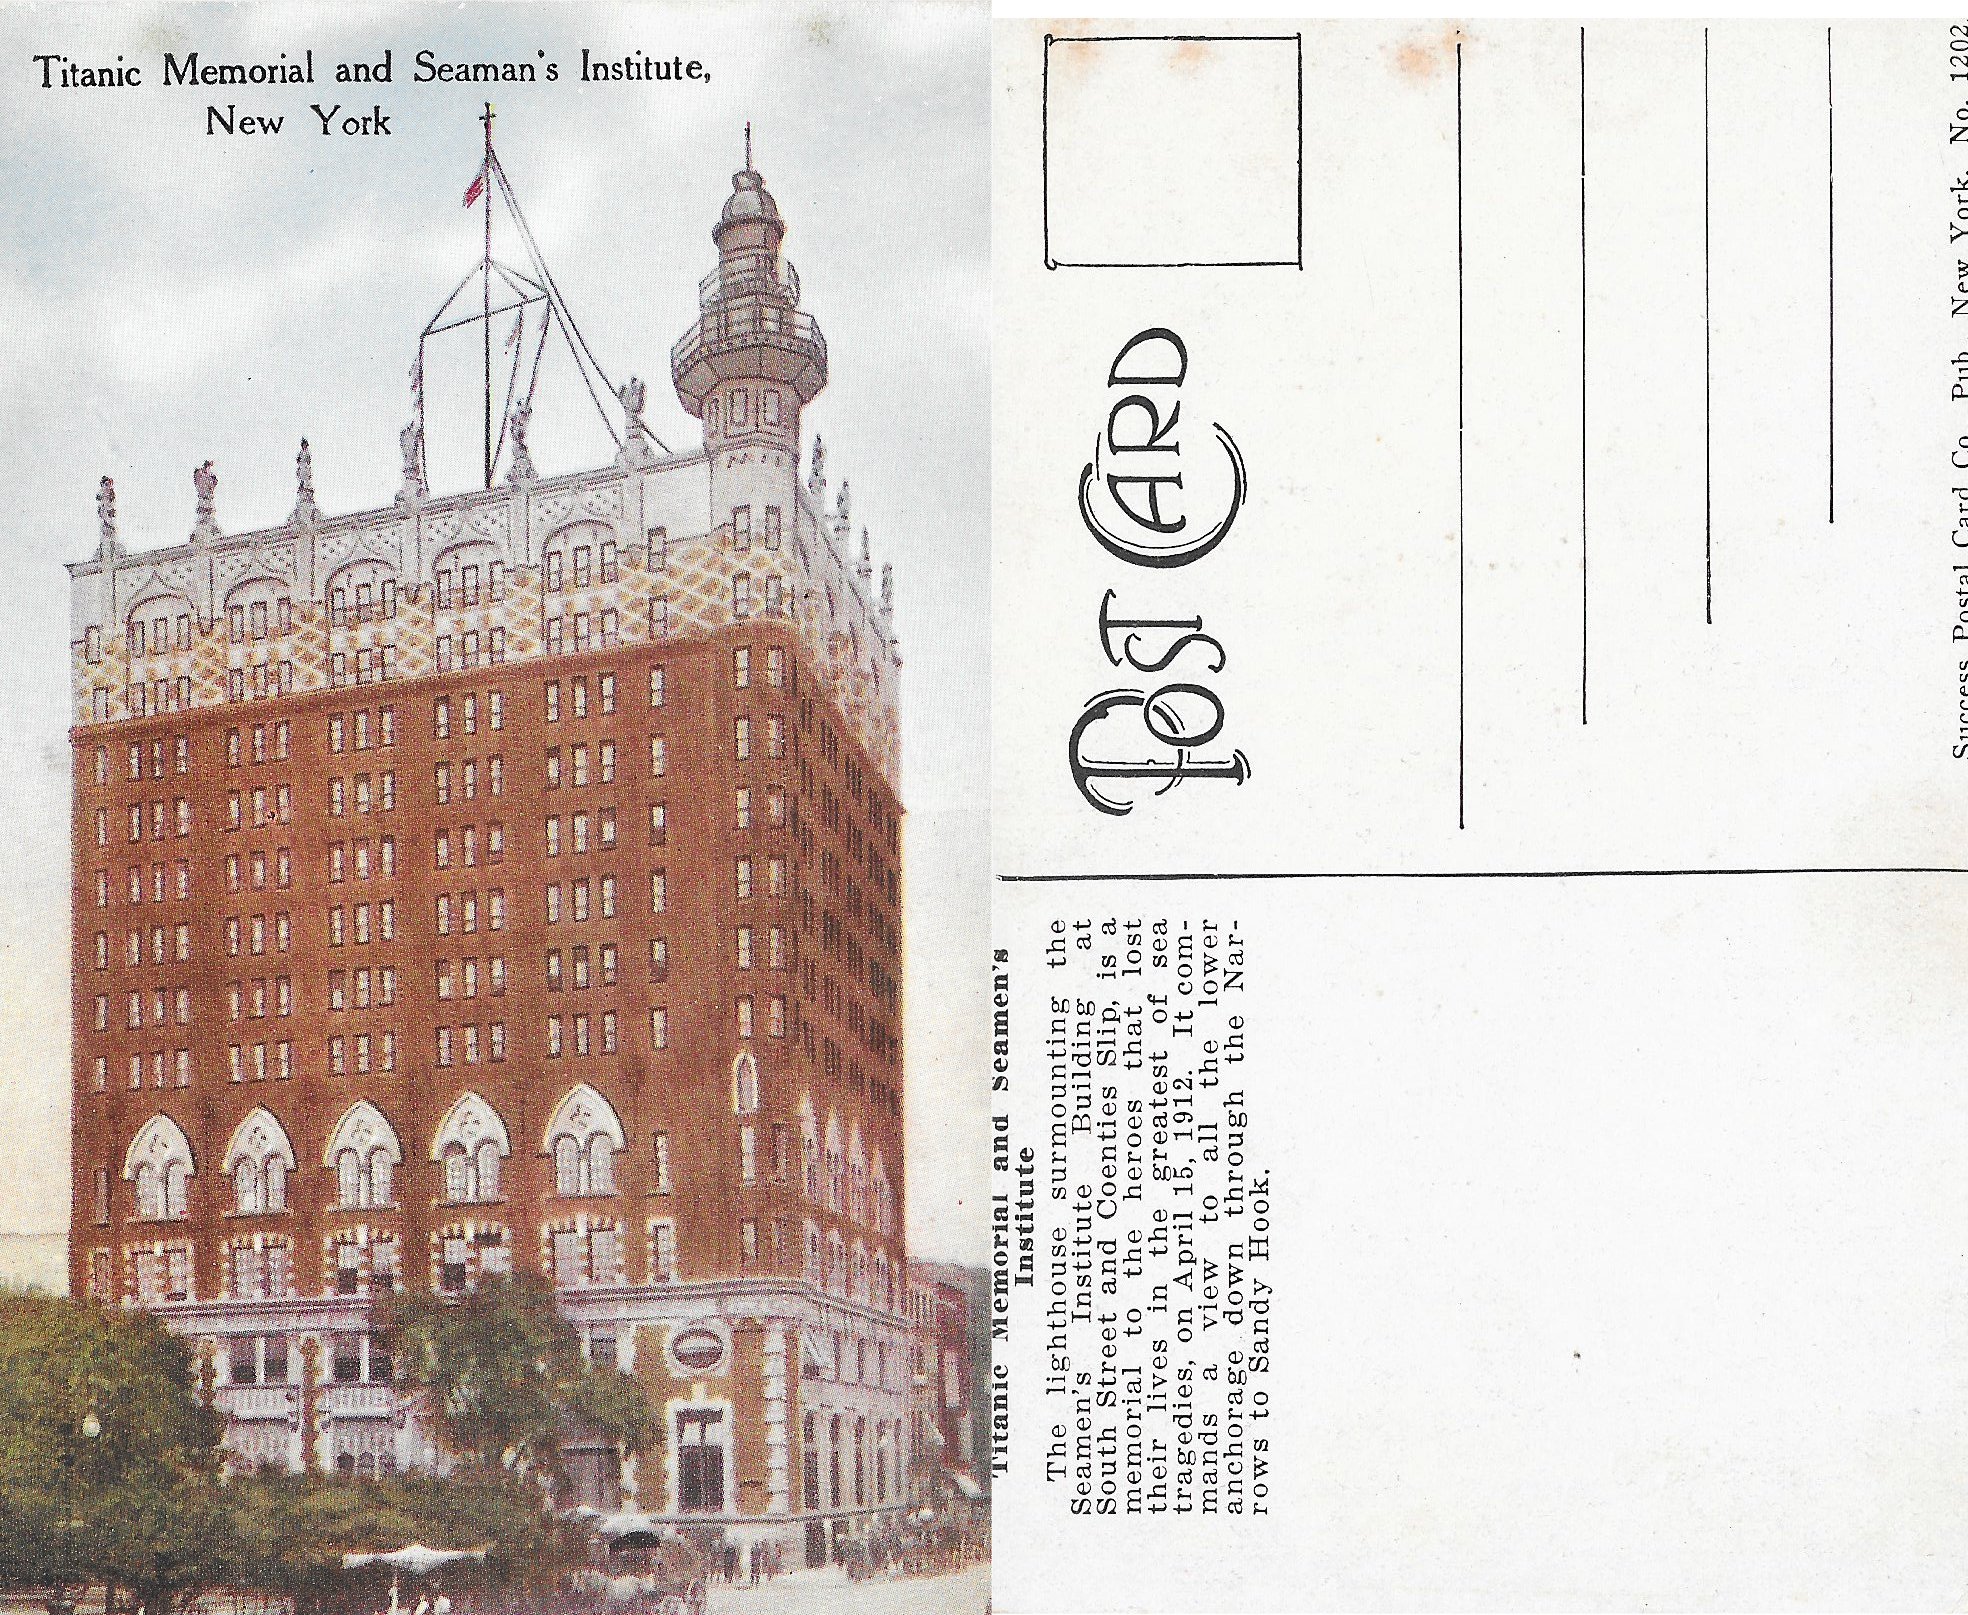 Titanic Memorial and Seaman's Institute,
New York
POST CARD
Titanic Memorial and Seamen's
Institute
The lighthouse surmounting the
Seamen's Institute Building at
South Street and Coenties Slip, is a
memorial to the heroes that lost
their lives in the greatest of sea
tragedies, on April 15, 1912. It com-
mands a view to all the lower
anchorage down through the Nar-
rows to Sandy Hook.
Success Postal Card Co. Pub. New York. No. 1202